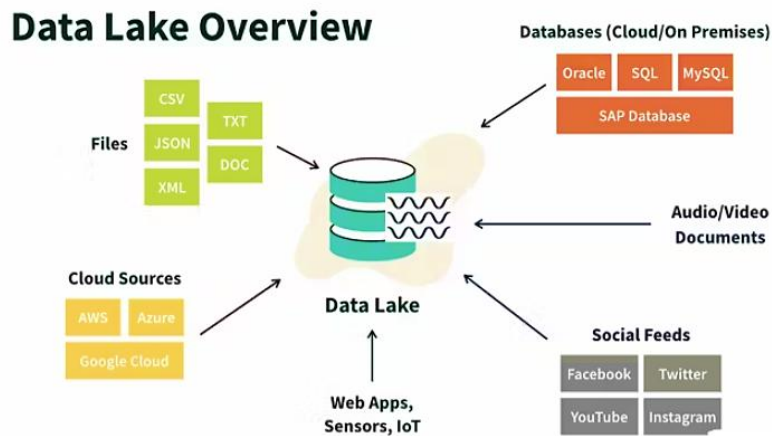 Data Lake Overview
Databases (Cloud/On Premises)
Oracle SQL MySQL
SAP Database
Files
CSV
TXT
JSON
DOC
XML
Audio/Video
Documents
Cloud Sources
AWS Azure
Google Cloud
Data Lake
Social Feeds
Facebook Twitter
YouTube Instagram
Web Apps,
Sensors, IoT